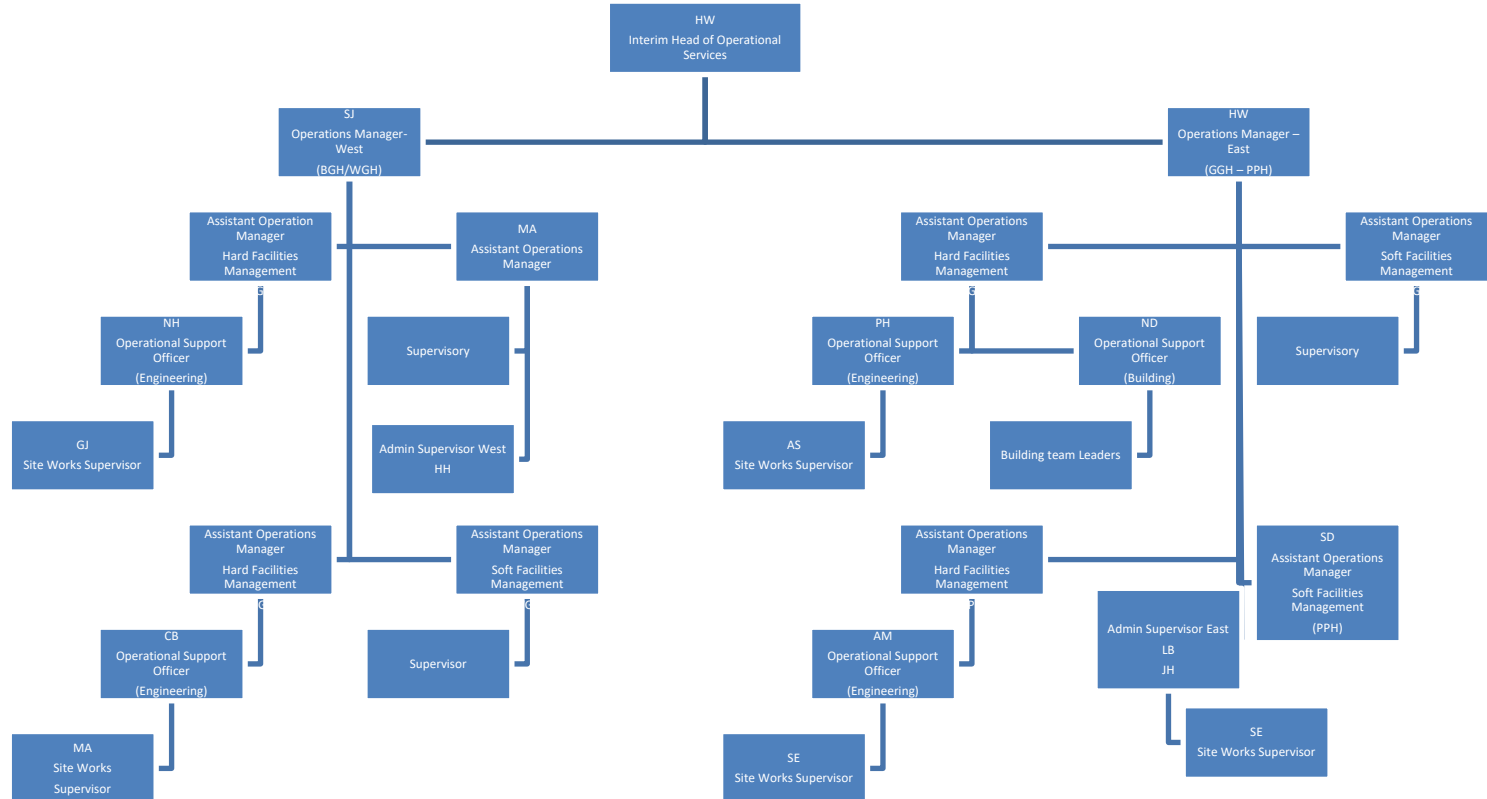 HW
Interim Head of Operational
Services
SJ
Operations Manager-
West
(BGH/WGH)
HW
Operations Manager –
East
(GGH – PPH)
Assistant Operation
Manager
Hard Facilities
Management
G
MA
Assistant Operations
Manager
Assistant Operations
Manager
Hard Facilities
Management
G
Assistant Operations
Manager
Soft Facilities
Management
G
NH
Operational Support
Officer
(Engineering)
Supervisory
PH
Operational Support
Officer
(Engineering)
ND
Operational Support
Officer
(Building)
Supervisory
GJ
Site Works Supervisor
Admin Supervisor West
HH
AS
Site Works Supervisor
Building team Leaders
Assistant Operations
Manager
Hard Facilities
Management
G
Assistant Operations
Manager
Soft Facilities
Management
G
Assistant Operations
Manager
Hard Facilities
Management
P
SD
Assistant Operations
Manager
Soft Facilities
Management
(PPH)
CB
Operational Support
Officer
(Engineering)
Supervisor
AM
Operational Support
Officer
(Engineering)
Admin Supervisor East
LB
JH
MA
Site Works
Supervisor
SE
Site Works Supervisor
SE
Site Works Supervisor